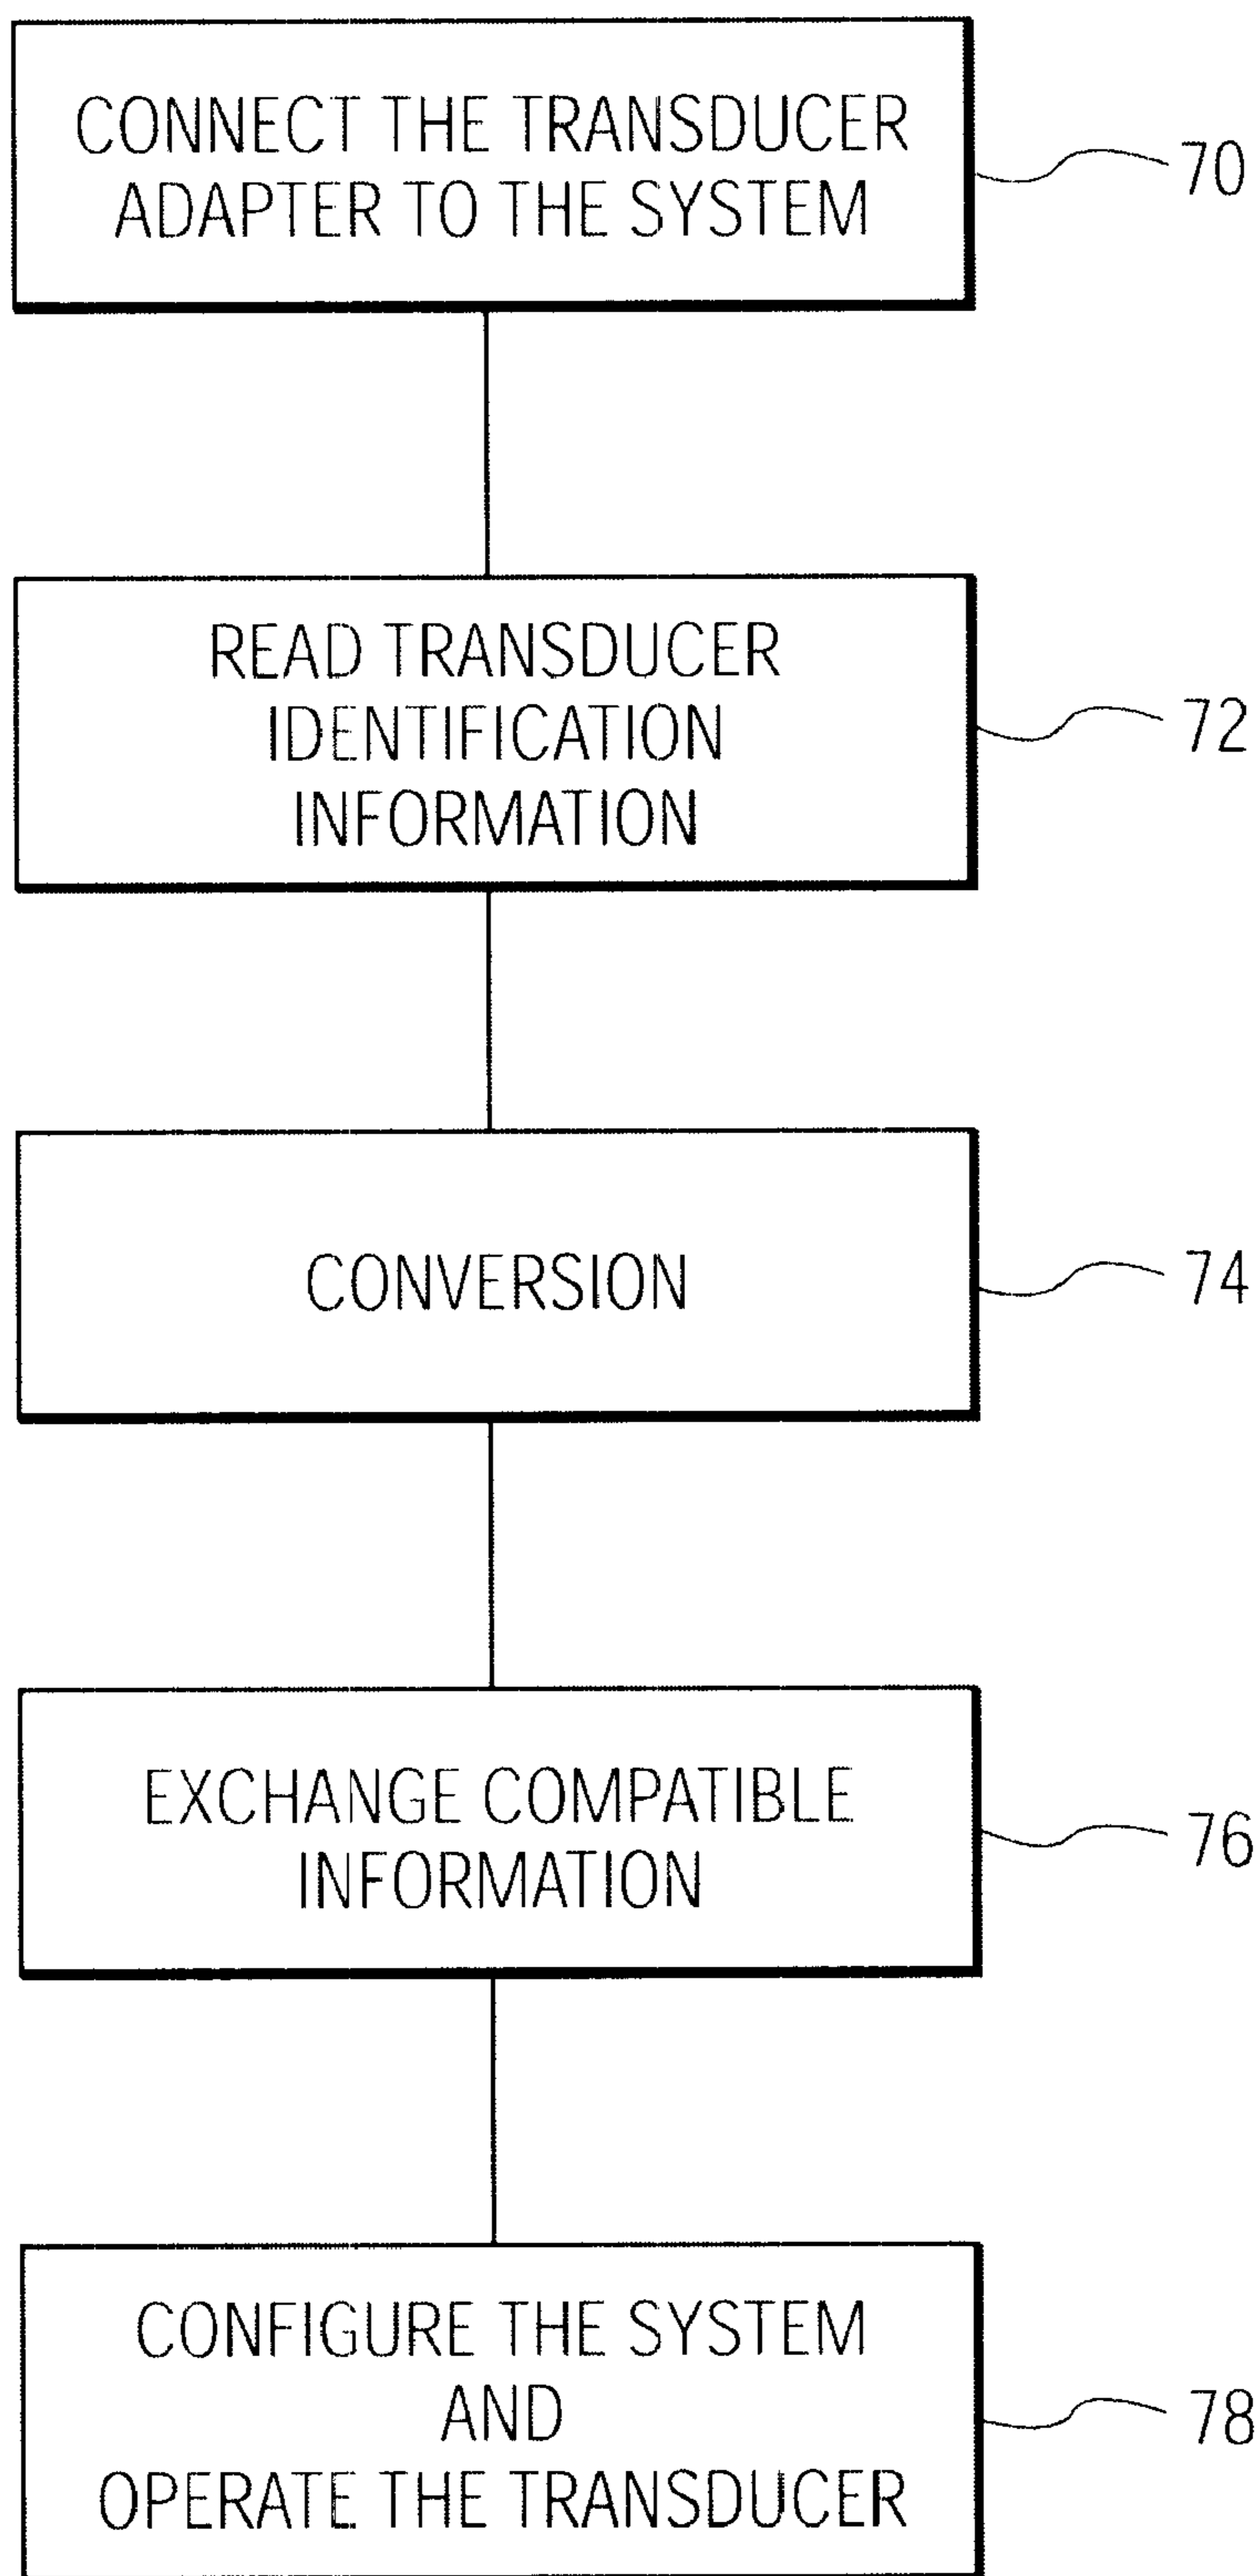 CONNECT THE TRANSDUCER
ADAPTER TO THE SYSTEM
70
READ TRANSDUCER
IDENTIFICATION
INFORMATION
72
CONVERSION
74
EXCHANGE COMPATIBLE
INFORMATION
76
CONFIGURE THE SYSTEM
AND
OPERATE THE TRANSDUCER
78